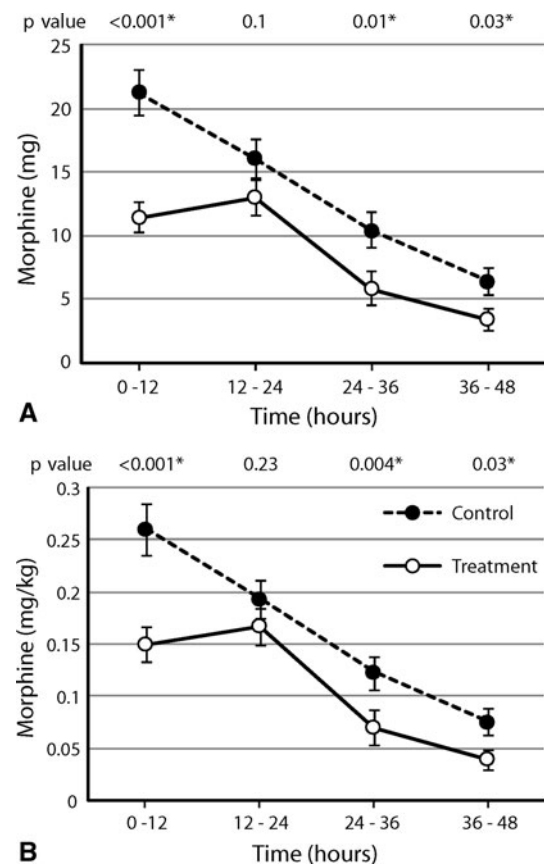 p value <0.001* 0.1 0.01* 0.03*
25
20
15
10
5
0
Morphine (mg)
0 -12 12 - 24 24 - 36 36 - 48
Time (hours)
A
p value <0.001* 0.23 0.004* 0.03*
0.3
0.25
0.2
0.15
0.1
0.05
0
Morphine (mg/kg)
Control
Treatment
0 -12 12 - 24 24 - 36 36 - 48
Time (hours)
B